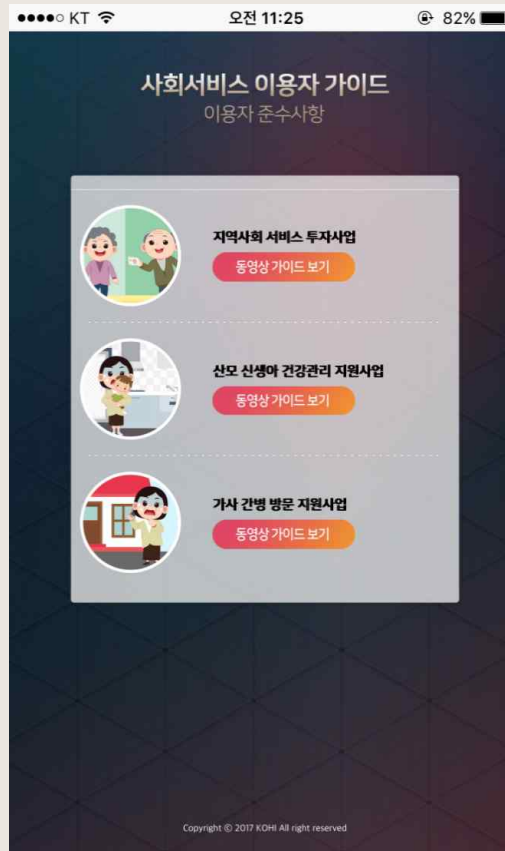 KT 오전 11:25 82%
사회서비스 이용자 가이드
이용자 준수사항
지역사회 서비스 투자사업
동영상 가이드 보기
산모 신생아 건강관리 지원사업
동영상 가이드 보기
가사 간병 방문 지원사업
동영상 가이드 보기
Copyright © 2017 KOHI All right reserved